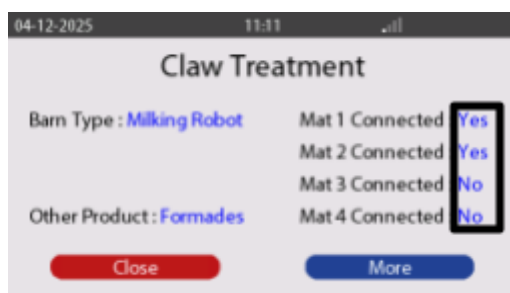 04-12-2025 11:11
Claw Treatment
Barn Type : Milking Robot Mat 1 Connected Yes
Mat 2 Connected Yes
Mat 3 Connected No
Other Product : Formades Mat 4 Connected No
Close More